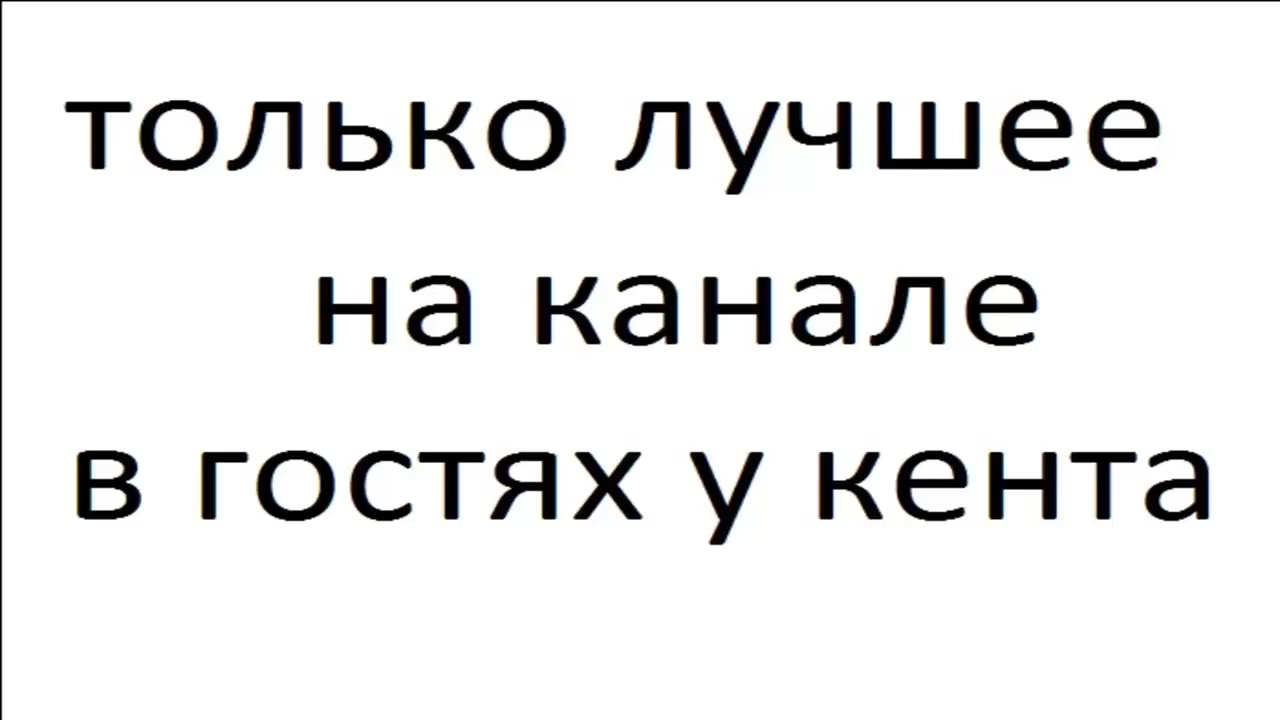 только лучшее
на канале
в гостях у кента